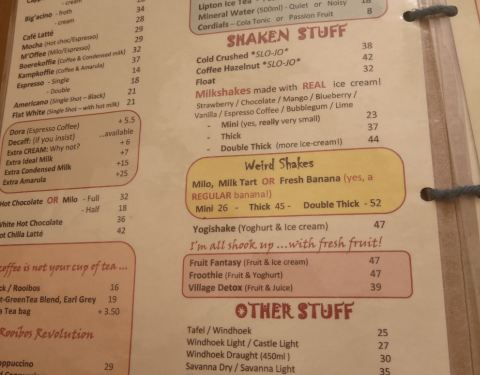 - cream
Big'acino - froth 34
- cream 28
Café Latté 29
Mocha (Hot choc/Espresso) 29
M'Offee (Milo/Espresso) 32
Boerekoffie (Coffee & Condensed milk) 37
Kampkoffie (Coffee & Amarula)
Espresso - Single 14
- Double 18
Americano (Single Shot – Black) 21
Flat White (Single Shot – with hot milk) 21
Dora (Espresso Coffee) + 5.5
Decaff (if you insist) ...available
Extra CREAM: Why not? + 6
Extra Ideal Milk +7
Extra Condensed Milk +15
Extra Amarula +25
Hot Chocolate OR Milo - Full 32
- Half 18
White Hot Chocolate 36
Chilla Latté 42
coffee is not your cup of tea ...
/ Rooibos 16
GreenTea Blend, Earl Grey 19
Tea bag + 3.50
Rooibos Revolution
29
Lipton Ice Tea
Mineral Water (500ml) - Quiet or Noisy 18
Cordials – Cola Tonic or Passion Fruit 8
SHAKEN STUFF
Cold Crushed *SLO-JO* 38
Coffee Hazelnut *SLO-JO* 42
Float 32
Milkshakes made with REAL ice cream!
Strawberry / Chocolate / Mango / Blueberry /
Vanilla / Espresso Coffee / Bubblegum / Lime
- Mini (yes, really very small) 23
- Thick 37
- Double Thick (more ice-cream!) 44
Weird Shakes
Milo, Milk Tart OR Fresh Banana (yes, a
REGULAR banana!)
Mini 26 - Thick 45 - Double Thick - 52
Yogishake (Yoghurt & Ice cream) 47
I'm all shook up ...with fresh fruit!
Fruit Fantasy (Fruit & Ice cream) 47
Froothie (Fruit & Yoghurt) 47
Village Detox (Fruit & Juice) 39
OTHER STUFF
Tafel / Windhoek 25
Windhoek Light / Castle Light 27
Windhoek Draught (450ml) 30
Savanna Dry / Savanna Light 35